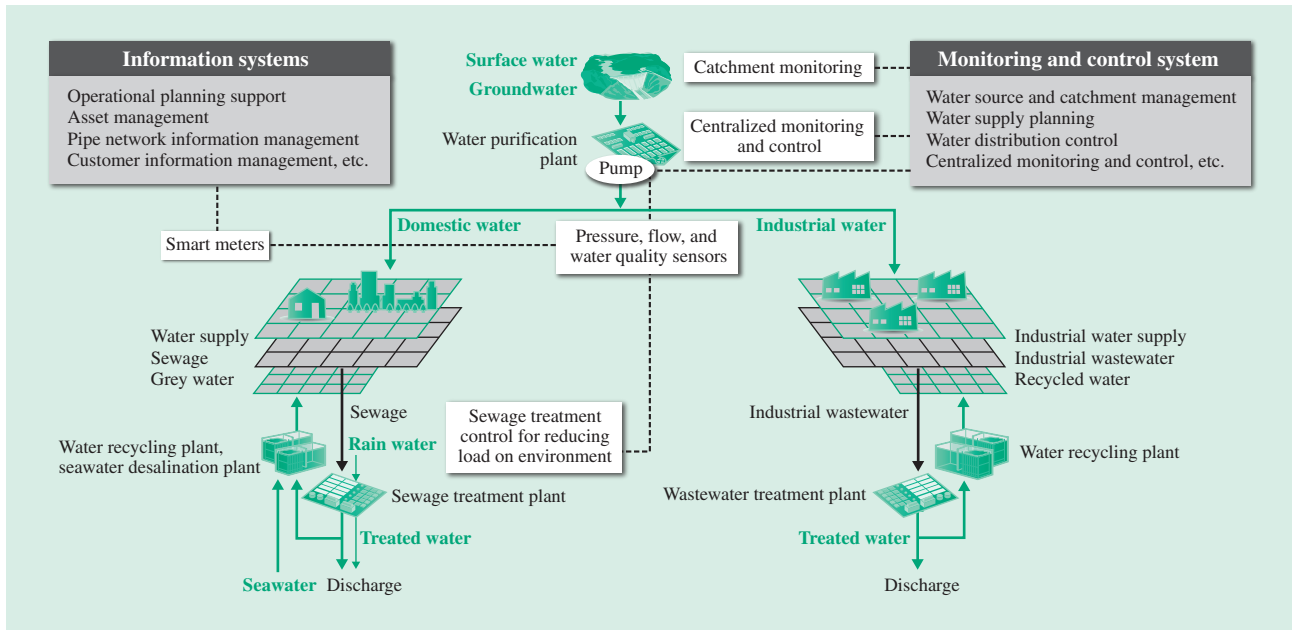 Information systems
Operational planning support
Asset management
Pipe network information management
Customer information management, etc.
Surface water
Groundwater
Catchment monitoring
Monitoring and control system
Water source and catchment management
Water supply planning
Water distribution control
Centralized monitoring and control, etc.
Water purification
plant
Centralized monitoring
and control
Pump
Domestic water
Industrial water
Smart meters
Pressure, flow, and
water quality sensors
Water supply
Sewage
Grey water
Industrial water supply
Industrial wastewater
Recycled water
Sewage
Rain water
Sewage treatment
control for reducing
load on environment
Industrial wastewater
Water recycling plant,
seawater desalination plant
Water recycling plant
Sewage treatment plant
Wastewater treatment plant
Treated water
Treated water
Seawater
Discharge
Discharge